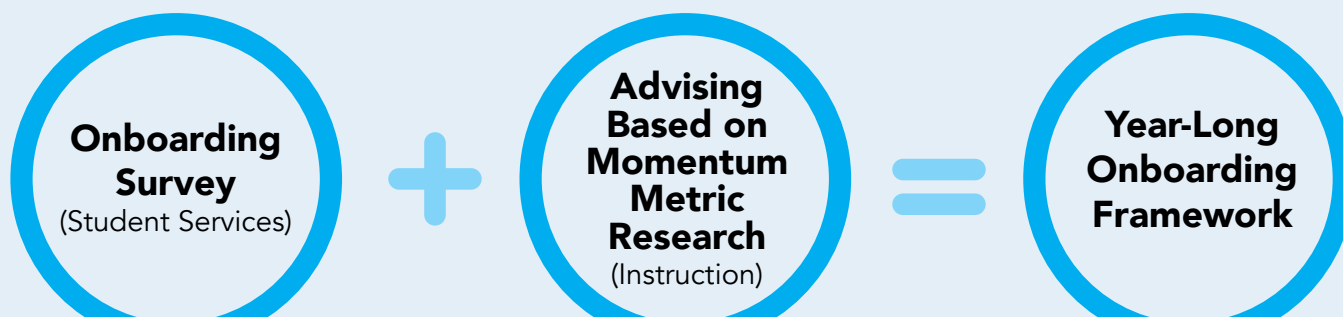 Onboarding
Survey
(Student Services)
+
Advising
Based on
Momentum
Metric
Research
(Instruction)
=
Year-Long
Onboarding
Framework